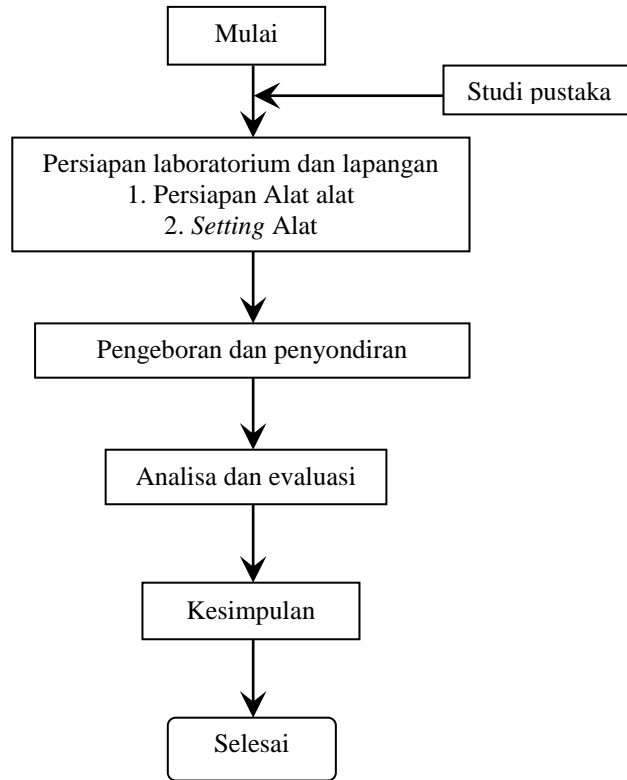 Mulai
Studi pustaka
Persiapan laboratorium dan lapangan
1. Persiapan Alat alat
2. Setting Alat
Pengeboran dan penyondiran
Analisa dan evaluasi
Kesimpulan
Selesai